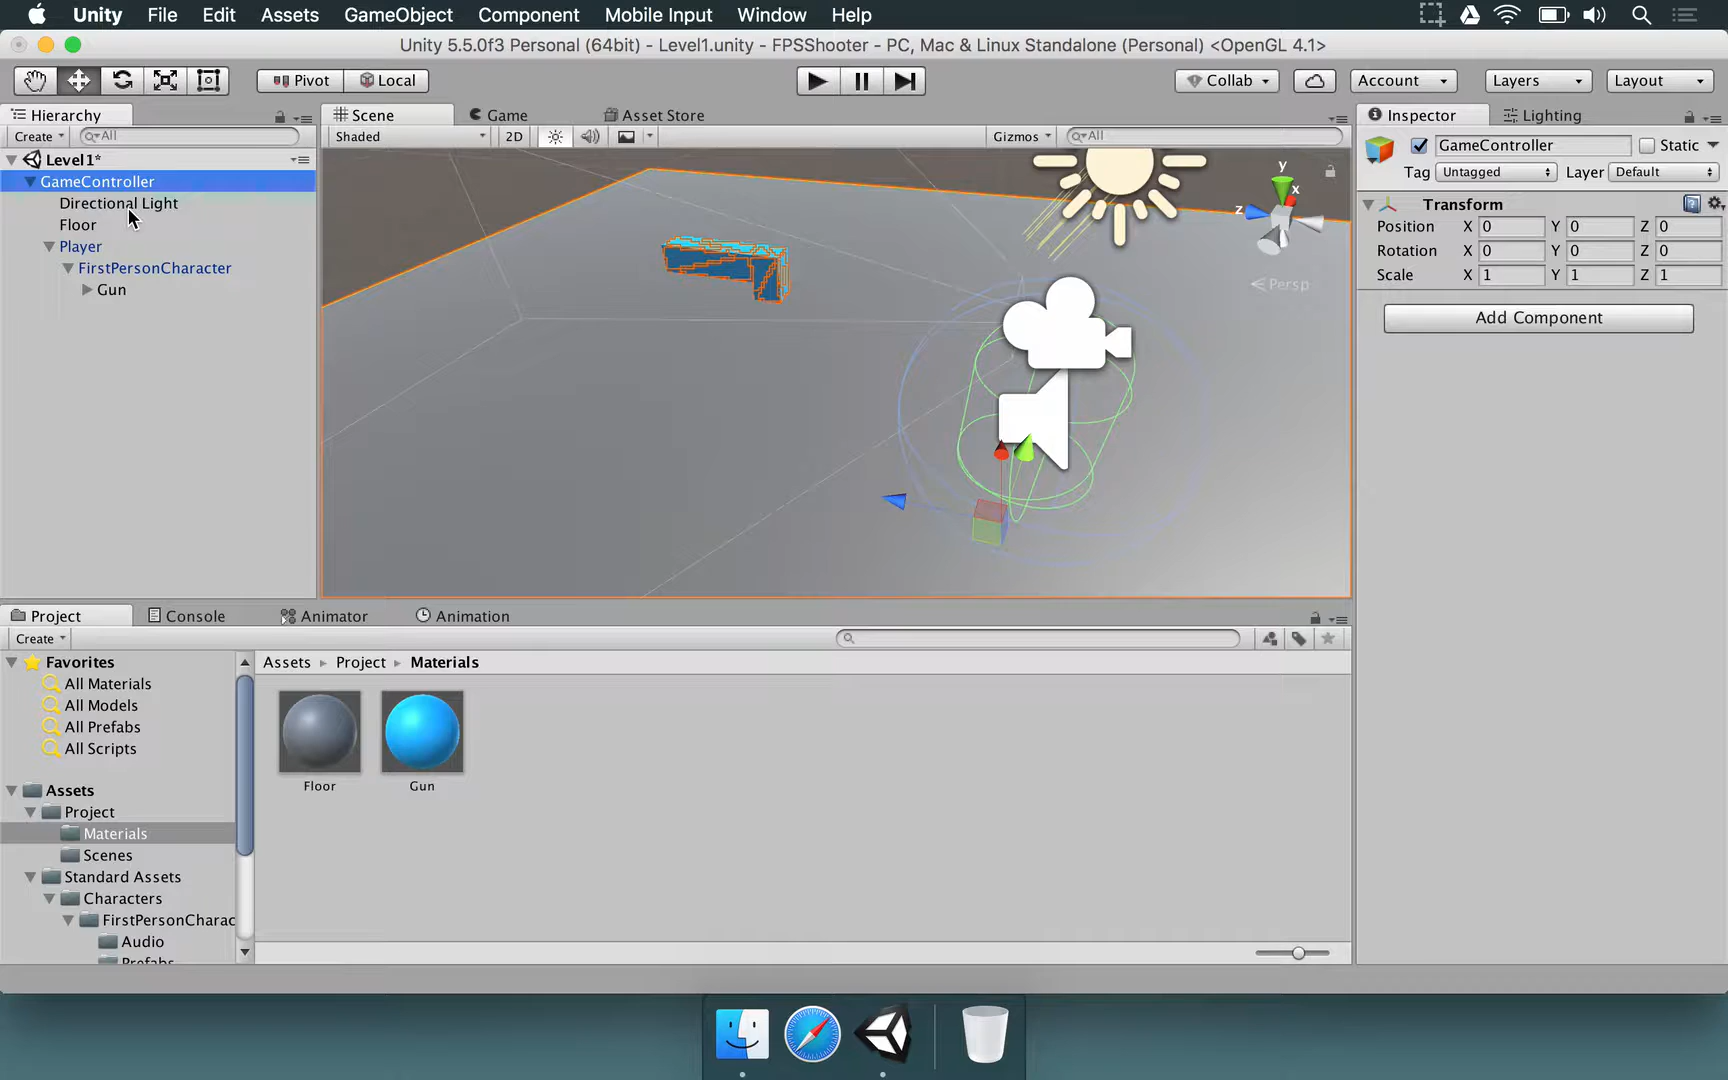 Unity File Edit Assets GameObject Component Mobile Input Window Help
Unity 5.5.0f3 Personal (64bit) - Level1.unity - FPSShooter - PC, Mac & Linux Standalone (Personal) <OpenGL 4.1>
Pivot Local Collab Account Layers Layout
Hierarchy Scene Game Asset Store Inspector Lighting
Create All Shaded 2D Gizmos All
GameController Static
Tag Untagged Layer Default
Level1*
GameController
Directional Light
Floor
Player
FirstPersonCharacter
Gun
y
x
z
Persp
Transform
Position X 0 Y 0 Z 0
Rotation X 0 Y 0 Z 0
Scale X 1 Y 1 Z 1
Add Component
Project Console Animator Animation
Create
Favorites
All Materials
All Models
All Prefabs
All Scripts
Assets
Project
Materials
Scenes
Standard Assets
Characters
FirstPersonCharac
Audio
Prefabs
Assets Project Materials
Floor Gun